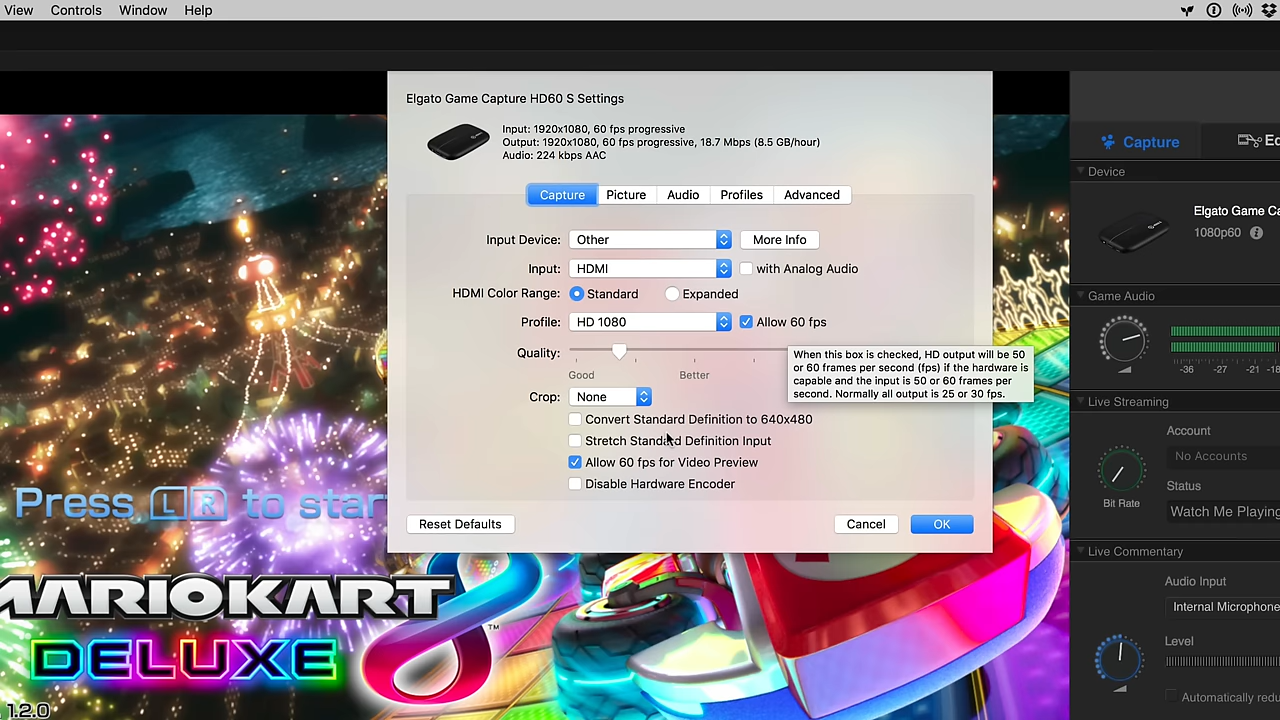 View Controls Window Help
Elgato Game Capture HD60 S Settings
Input: 1920x1080, 60 fps progressive
Output: 1920x1080, 60 fps progressive, 18.7 Mbps (8.5 GB/hour)
Audio: 224 kbps AAC
Capture Picture Audio Profiles Advanced
Input Device: Other More Info
Input: HDMI with Analog Audio
HDMI Color Range: Standard Expanded
Profile: HD 1080 Allow 60 fps
Quality:
Good Better
When this box is checked, HD output will be 50
or 60 frames per second (fps) if the hardware is
capable and the input is 50 or 60 frames per
second. Normally all output is 25 or 30 fps.
Crop: None
Convert Standard Definition to 640x480
Stretch Standard Definition Input
Allow 60 fps for Video Preview
Disable Hardware Encoder
Reset Defaults Cancel OK
Press L R to start
MARIOKART
8
TM
DELUXE
1.2.0
Capture Ed
Device
Elgato Game Ca
1080p60
Game Audio
-36 -27 -21 -18
Live Streaming
Account
No Accounts
Bit Rate
Status
Watch Me Playing
Live Commentary
Audio Input
Internal Microphone
Level
Automatically redu